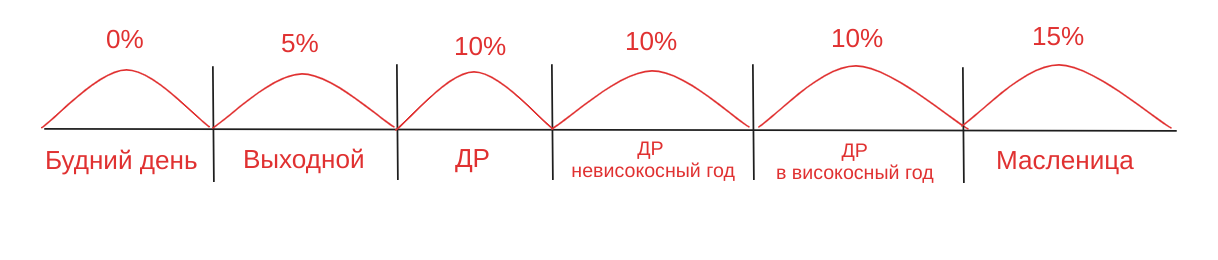 0%
5%
10%
10%
10%
15%
Будний день
Выходной
ДР
ДР
невисокосный год
ДР
в високосный год
Масленица